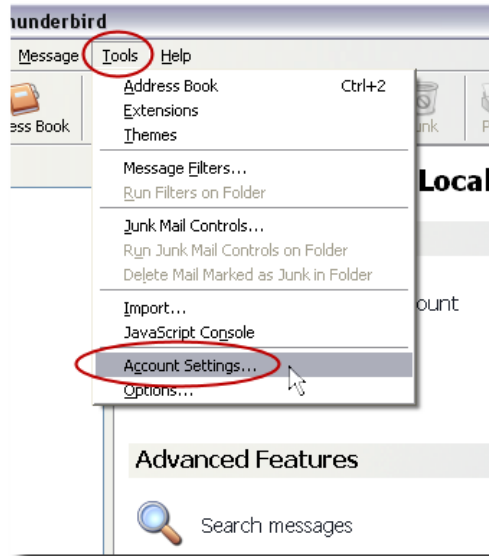 hunderbird
Message Tools Help
ess Book
Address Book Ctrl+2
Extensions
Themes
Message Filters...
Run Filters on Folder
Junk Mail Controls...
Run Junk Mail Controls on Folder
Delete Mail Marked as Junk in Folder
Import...
JavaScript Console
Account Settings...
Options...
unk
P
Local
ount
Advanced Features
Search messages